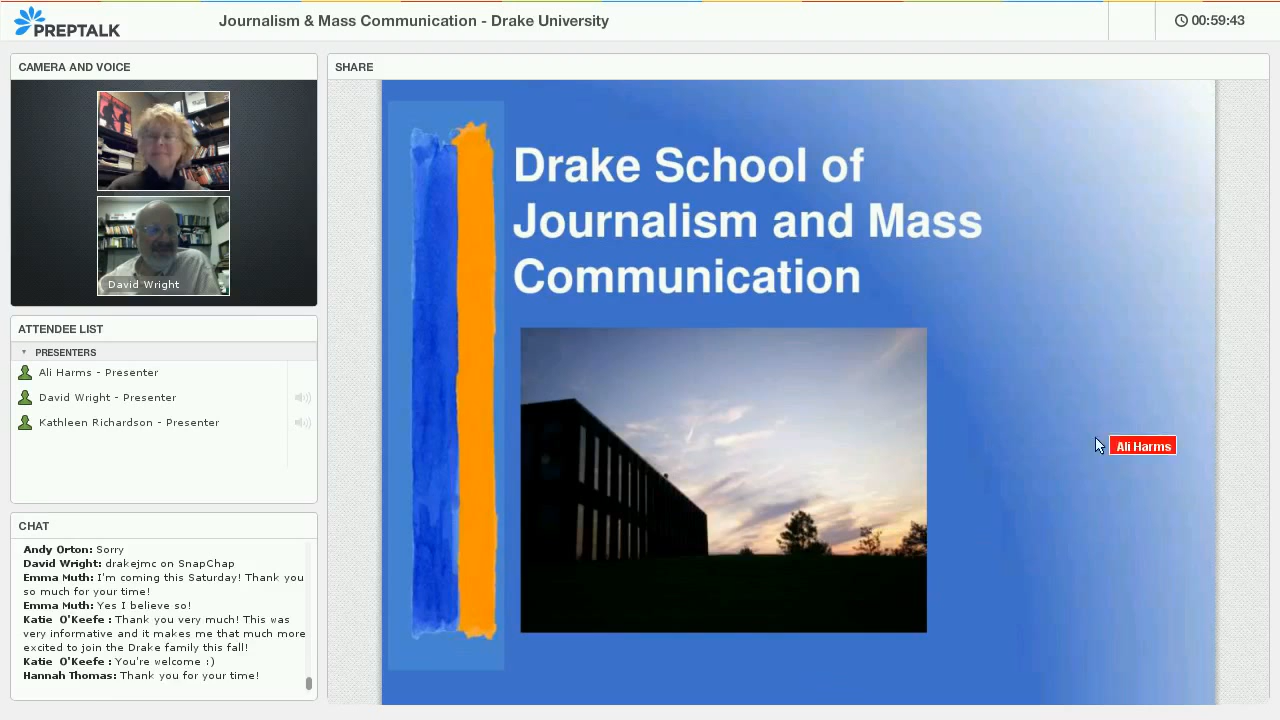 PREPTALK
Journalism & Mass Communication - Drake University
00:59:43
CAMERA AND VOICE
David Wright
ATTENDEE LIST
PRESENTERS
Ali Harms - Presenter
David Wright - Presenter
Kathleen Richardson - Presenter
CHAT
Andy Orton: Sorry
David Wright: drakejmc on SnapChap
Emma Muth: I'm coming this Saturday! Thank you
so much for your time!
Emma Muth: Yes I believe so!
Katie O'Keefe : Thank you very much! This was
very informative and it makes me that much more
excited to join the Drake family this fall!
Katie O'Keefe : You're welcome :)
Hannah Thomas: Thank you for your time!
SHARE
Drake School of
Journalism and Mass
Communication
Ali Harms